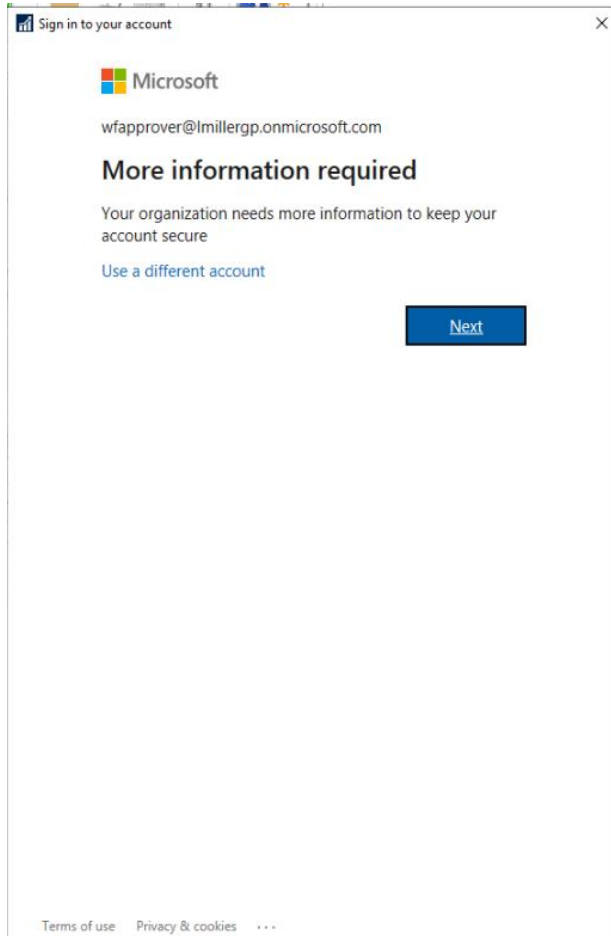 Sign in to your account
Microsoft
wfapprover@lmillergp.onmicrosoft.com
More information required
Your organization needs more information to keep your
account secure
Use a different account
Next
Terms of use Privacy & cookies ...